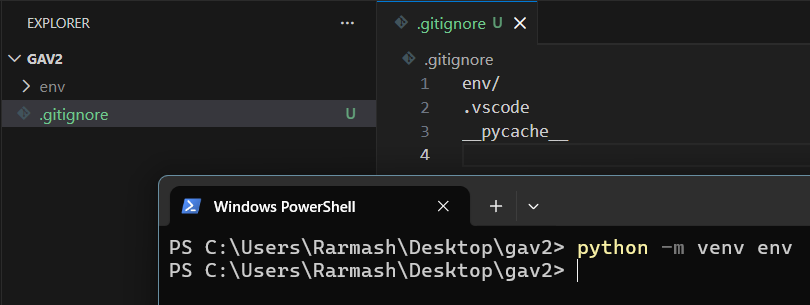 EXPLORER ...
GAV2
env
.gitignore U
.gitignore U
.gitignore
1 env/
2 .vscode
3 __pycache__
4
Windows PowerShell
PS C:\Users\Rarmash\Desktop\gav2> python -m venv env
PS C:\Users\Rarmash\Desktop\gav2>